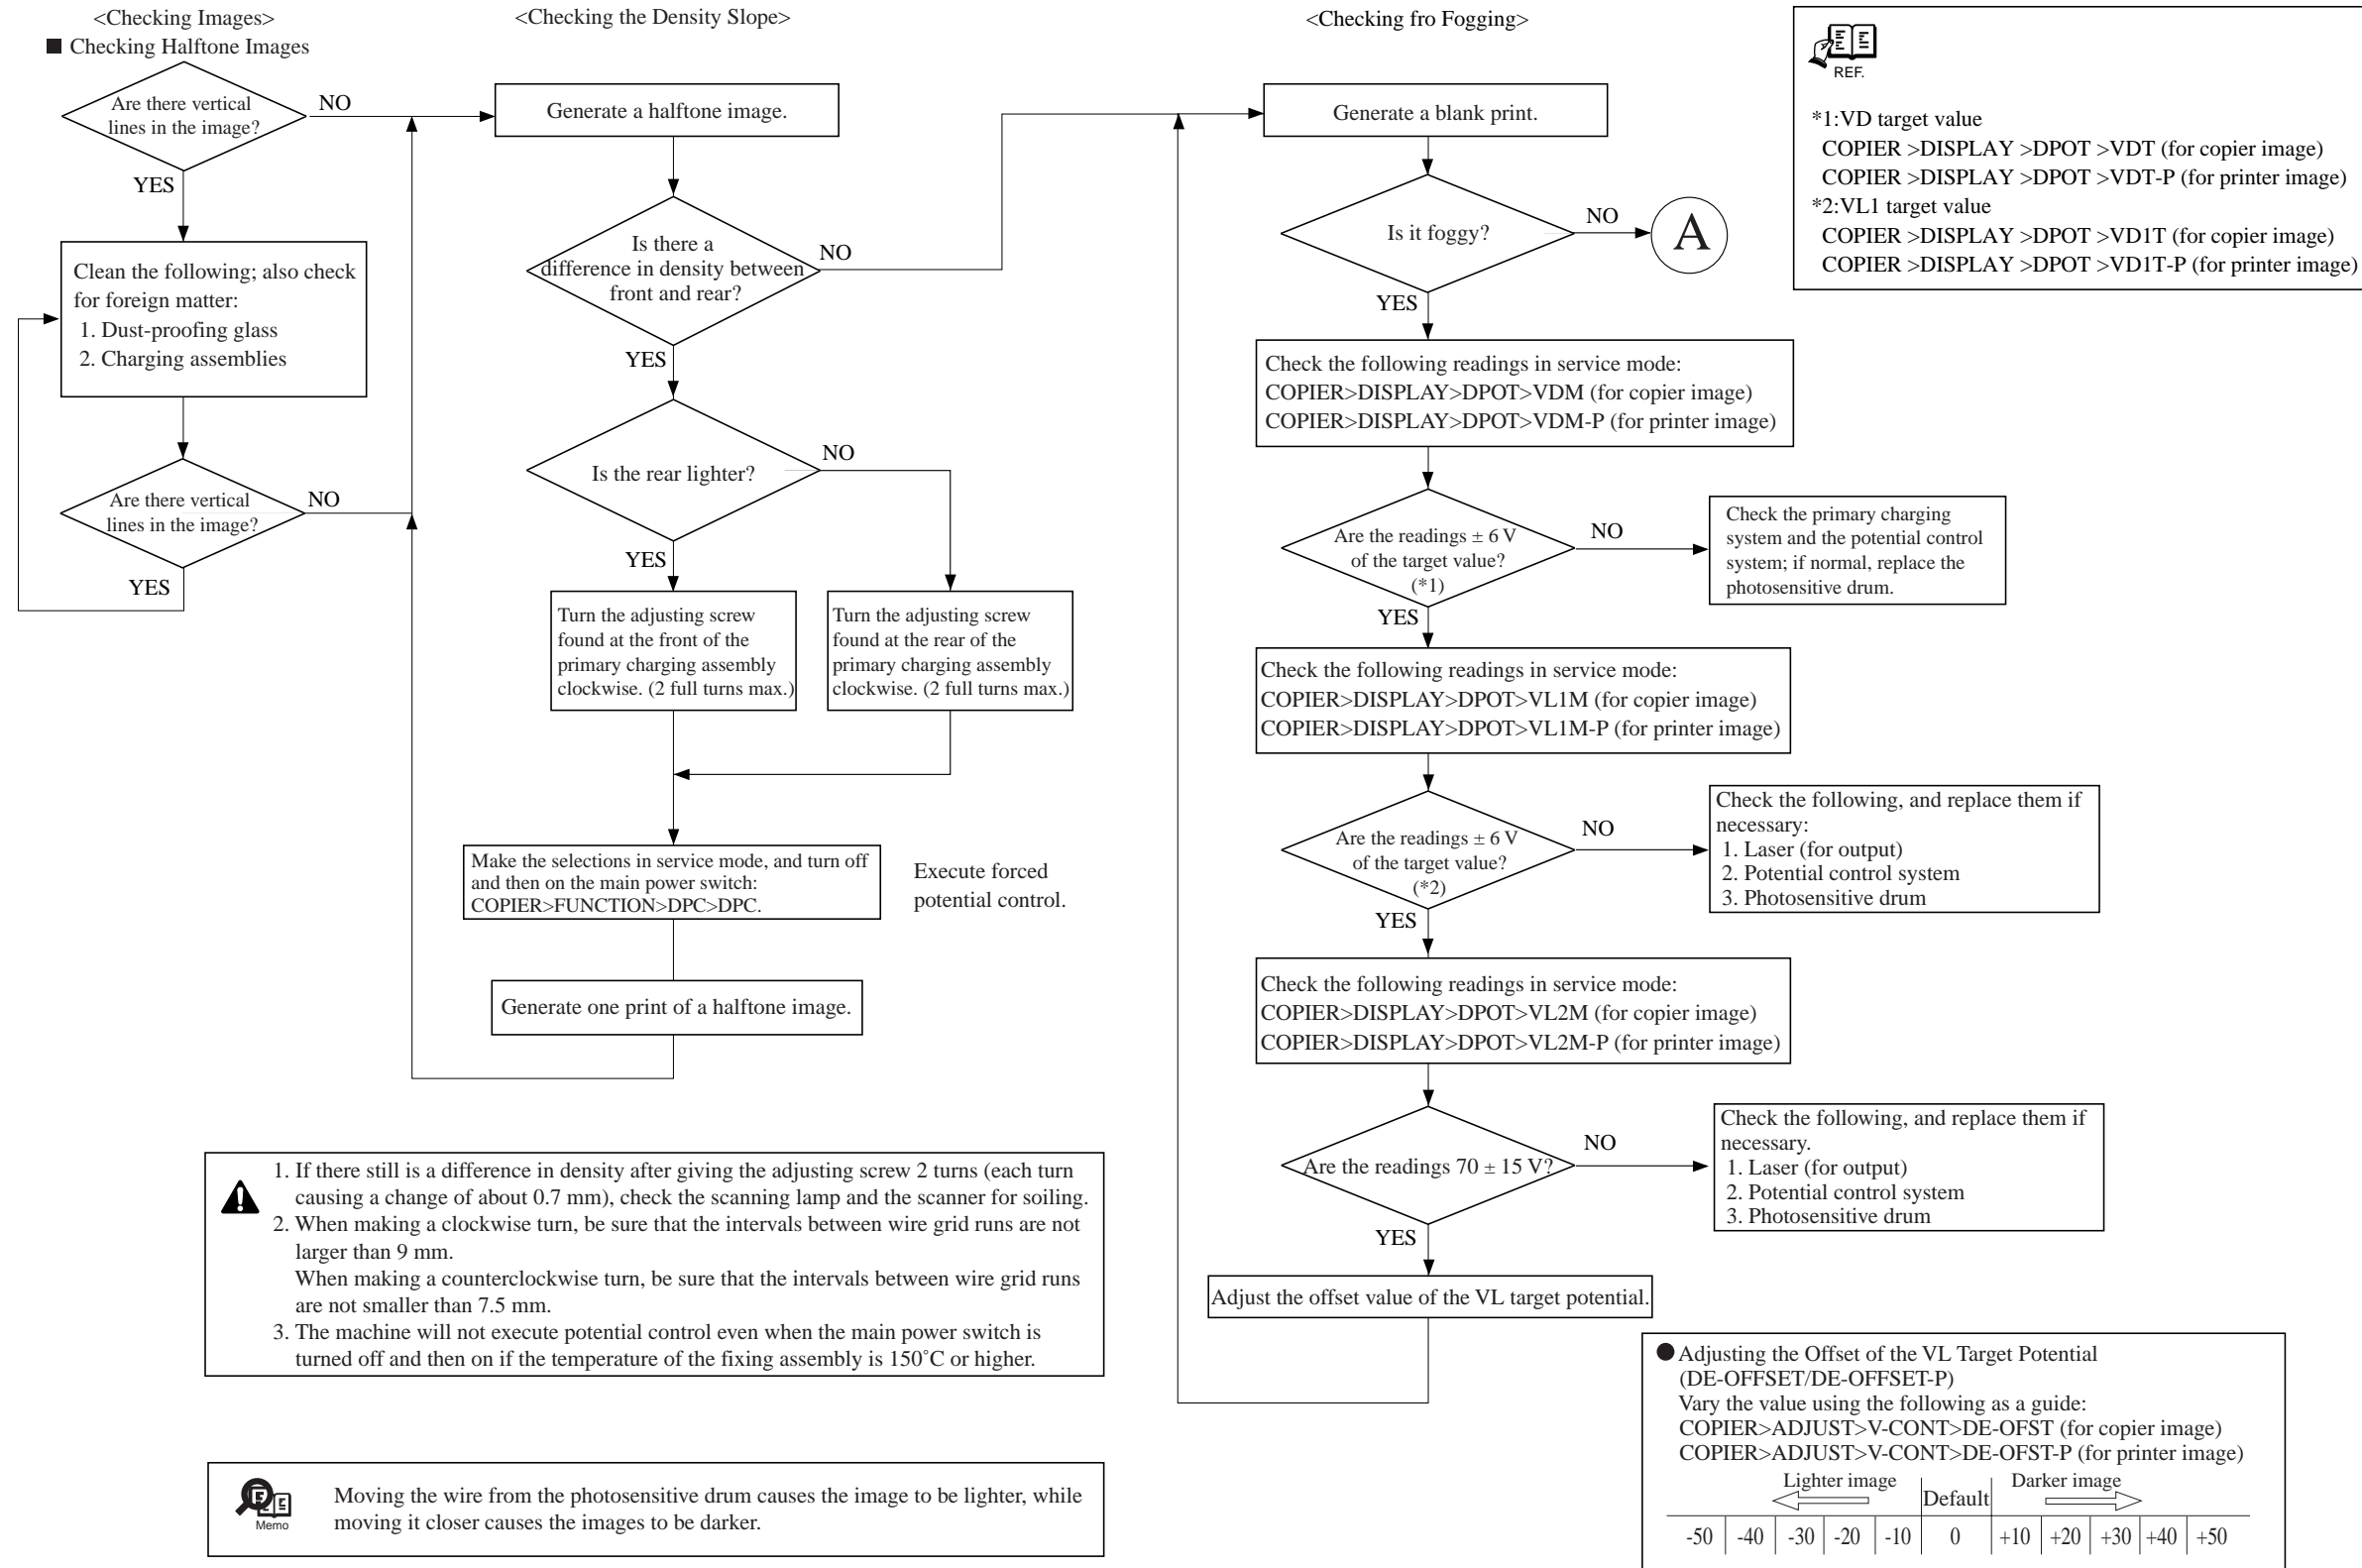 <Checking Images>
■ Checking Halftone Images
Are there vertical
lines in the image?
NO
YES
Clean the following; also check
for foreign matter:
1. Dust-proofing glass
2. Charging assemblies
Are there vertical
lines in the image?
NO
YES
<Checking the Density Slope>
Generate a halftone image.
Is there a
difference in density between
front and rear?
NO
YES
Is the rear lighter?
NO
YES
Turn the adjusting screw
found at the front of the
primary charging assembly
clockwise. (2 full turns max.)
Turn the adjusting screw
found at the rear of the
primary charging assembly
clockwise. (2 full turns max.)
Make the selections in service mode, and turn off
and then on the main power switch:
COPIER>FUNCTION>DPC>DPC.
Execute forced
potential control.
Generate one print of a halftone image.
<Checking fro Fogging>
Generate a blank print.
Is it foggy?
NO
A
YES
Check the following readings in service mode:
COPIER>DISPLAY>DPOT>VDM (for copier image)
COPIER>DISPLAY>DPOT>VDM-P (for printer image)
Are the readings ± 6 V
of the target value?
(*1)
NO
Check the primary charging
system and the potential control
system; if normal, replace the
photosensitive drum.
YES
Check the following readings in service mode:
COPIER>DISPLAY>DPOT>VL1M (for copier image)
COPIER>DISPLAY>DPOT>VL1M-P (for printer image)
Are the readings ± 6 V
of the target value?
(*2)
NO
Check the following, and replace them if
necessary:
1. Laser (for output)
2. Potential control system
3. Photosensitive drum
YES
Check the following readings in service mode:
COPIER>DISPLAY>DPOT>VL2M (for copier image)
COPIER>DISPLAY>DPOT>VL2M-P (for printer image)
Are the readings 70 ± 15 V?
NO
Check the following, and replace them if
necessary.
1. Laser (for output)
2. Potential control system
3. Photosensitive drum
YES
Adjust the offset value of the VL target potential.
REF.
*1:VD target value
COPIER >DISPLAY >DPOT >VDT (for copier image)
COPIER >DISPLAY >DPOT >VDT-P (for printer image)
*2:VL1 target value
COPIER >DISPLAY >DPOT >VD1T (for copier image)
COPIER >DISPLAY >DPOT >VD1T-P (for printer image)
1. If there still is a difference in density after giving the adjusting screw 2 turns (each turn
causing a change of about 0.7 mm), check the scanning lamp and the scanner for soiling.
2. When making a clockwise turn, be sure that the intervals between wire grid runs are not
larger than 9 mm.
When making a counterclockwise turn, be sure that the intervals between wire grid runs
are not smaller than 7.5 mm.
3. The machine will not execute potential control even when the main power switch is
turned off and then on if the temperature of the fixing assembly is 150˚C or higher.
Memo
Moving the wire from the photosensitive drum causes the image to be lighter, while
moving it closer causes the images to be darker.
● Adjusting the Offset of the VL Target Potential
(DE-OFFSET/DE-OFFSET-P)
Vary the value using the following as a guide:
COPIER>ADJUST>V-CONT>DE-OFST (for copier image)
COPIER>ADJUST>V-CONT>DE-OFST-P (for printer image)
Lighter image Default Darker image
-50 -40 -30 -20 -10 0 +10 +20 +30 +40 +50